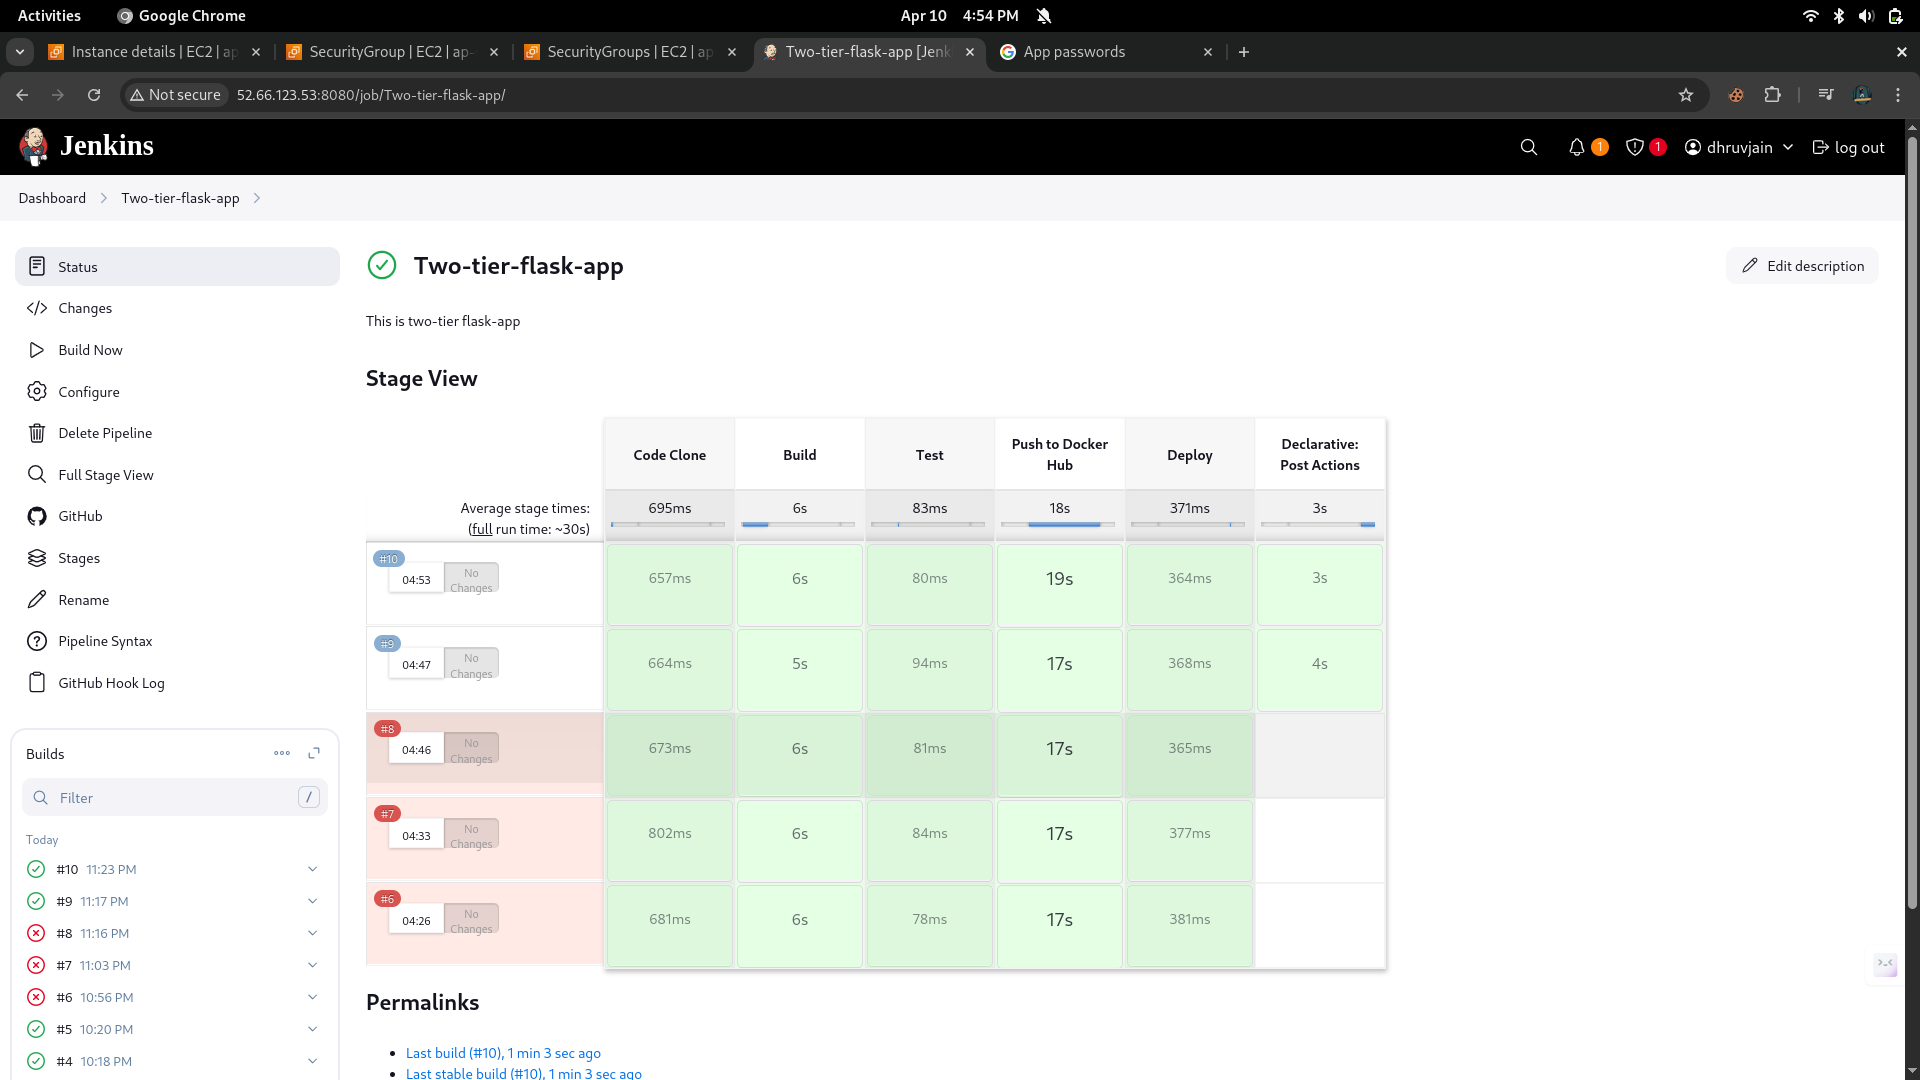 Activities
Google Chrome
Apr 10 4:54 PM
Instance details | EC2 | ap
SecurityGroup | EC2 | ap-
SecurityGroups | EC2 | ap
Two-tier-flask-app [Jenk
App passwords
Not secure
52.66.123.53:8080/job/Two-tier-flask-app/
Jenkins
1
1
dhruvjain
log out
Dashboard
Two-tier-flask-app
Status
Changes
Build Now
Configure
Delete Pipeline
Full Stage View
GitHub
Stages
Rename
Pipeline Syntax
GitHub Hook Log
Builds
Filter
/
Today
#10 11:23 PM
#9 11:17 PM
#8 11:16 PM
#7 11:03 PM
#6 10:56 PM
#5 10:20 PM
#4 10:18 PM
Two-tier-flask-app
Edit description
This is two-tier flask-app
Stage View
Code Clone
Build
Test
Push to Docker
Hub
Deploy
Declarative:
Post Actions
Average stage times:
(full run time: ~30s)
695ms 6s 83ms 18s 371ms 3s
#10
04:53
No
Changes
657ms 6s 80ms 19s 364ms 3s
#9
04:47
No
Changes
664ms 5s 94ms 17s 368ms 4s
#8
04:46
No
Changes
673ms 6s 81ms 17s 365ms
#7
04:33
No
Changes
802ms 6s 84ms 17s 377ms
#6
04:26
No
Changes
681ms 6s 78ms 17s 381ms
Permalinks
Last build (#10), 1 min 3 sec ago
Last stable build (#10), 1 min 3 sec ago